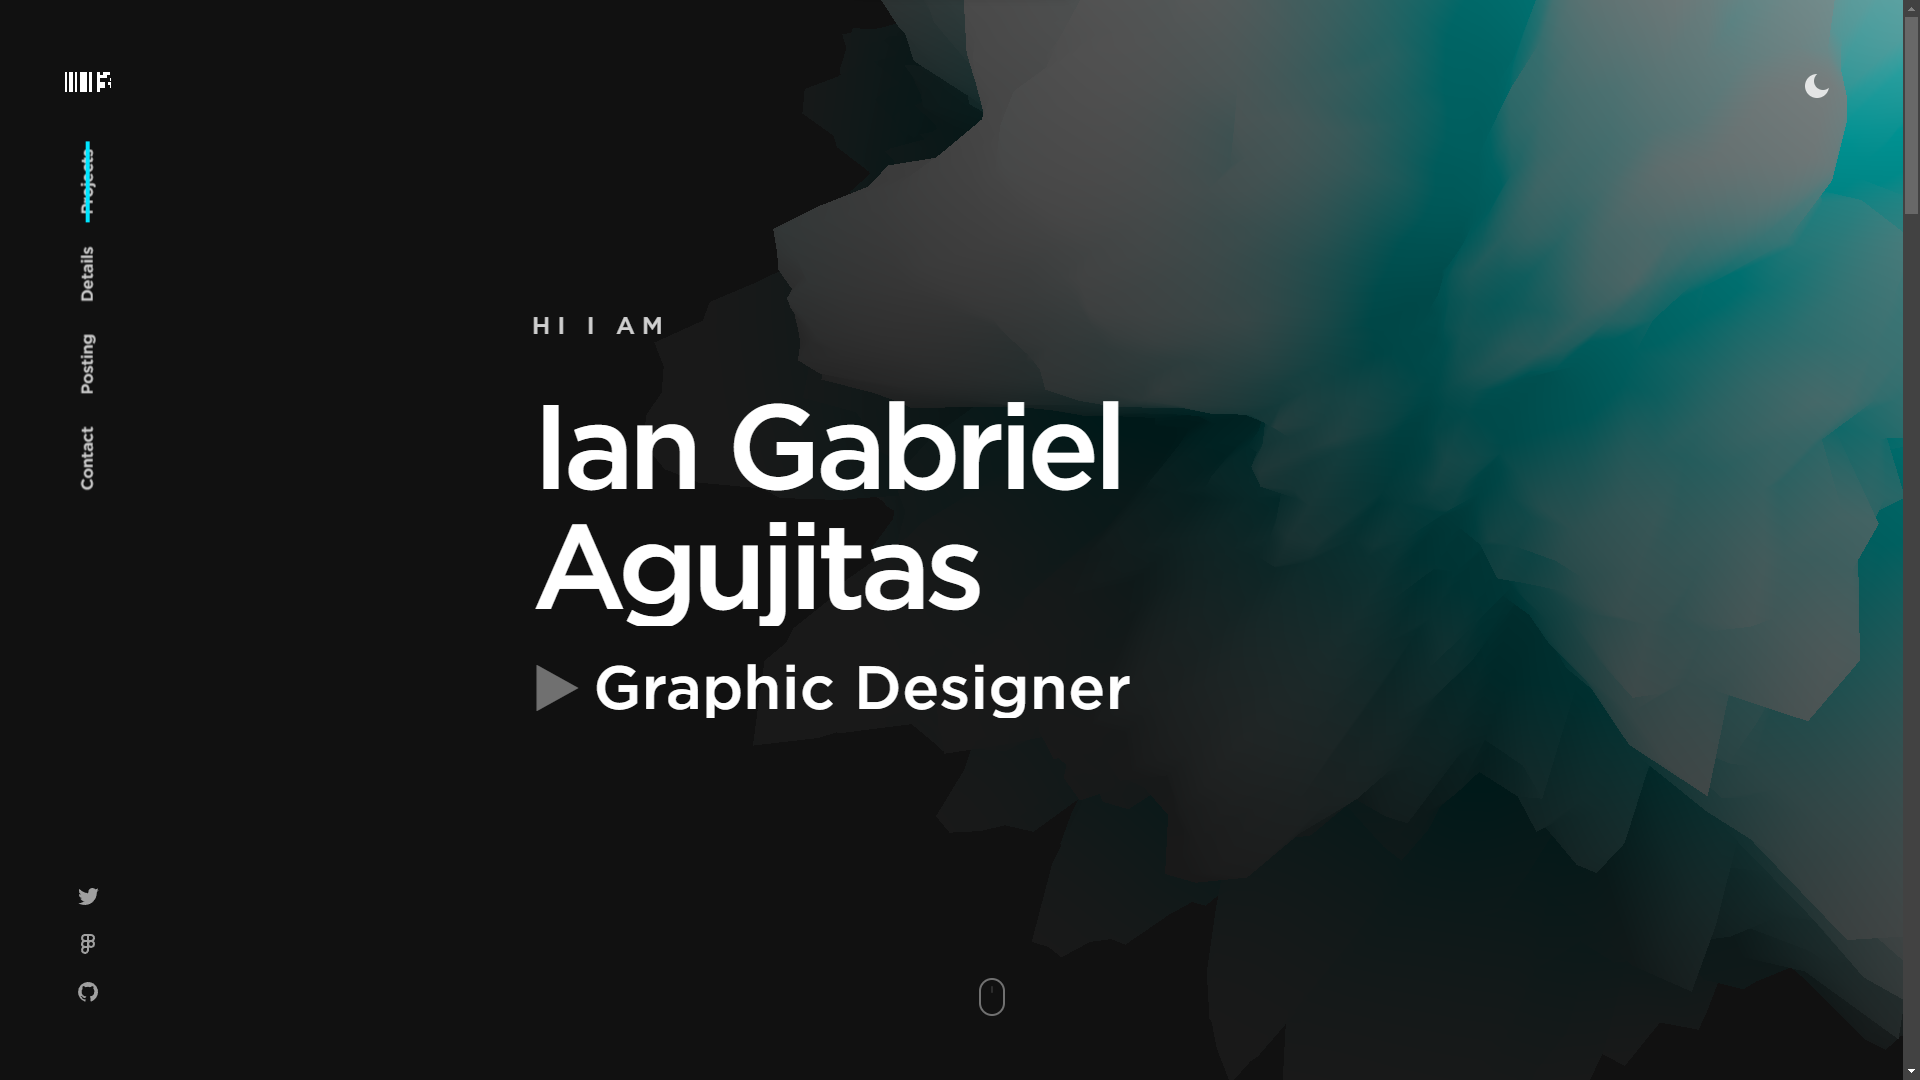 Projects
Details
Posting
Contact
HI I AM
Ian Gabriel
Agujitas
Graphic Designer